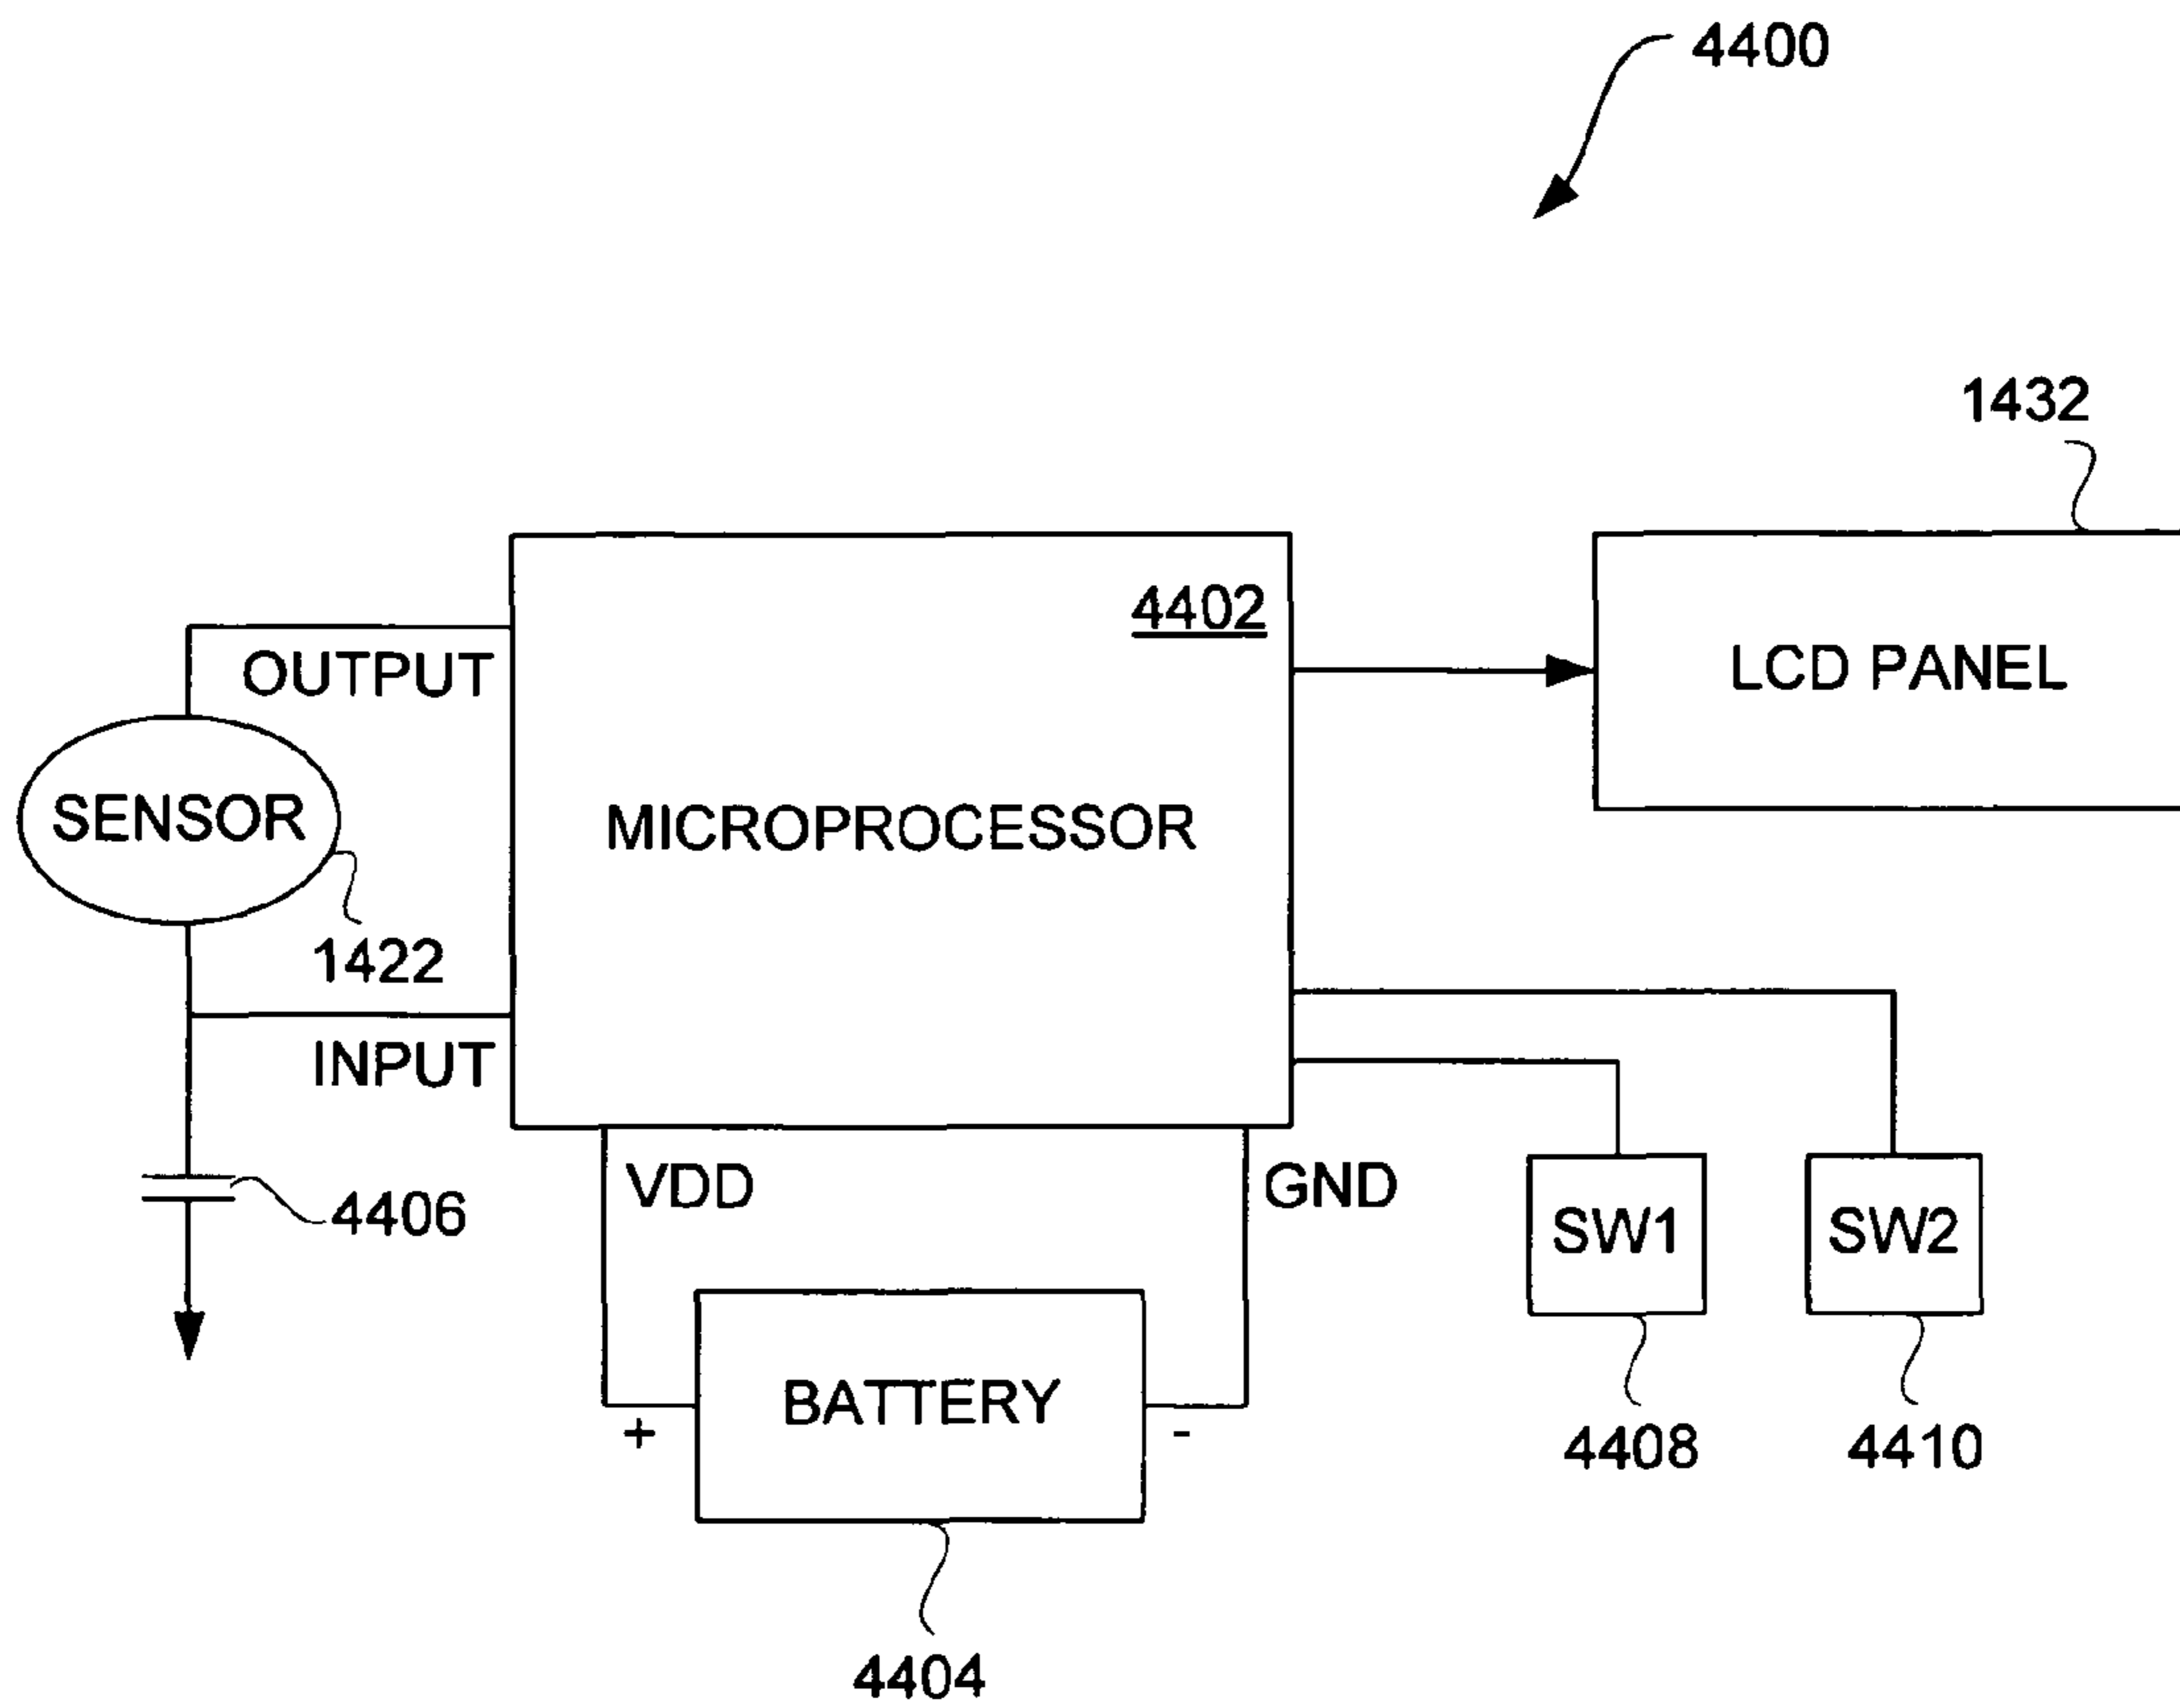 4400
1432
4402
OUTPUT
LCD PANEL
SENSOR
MICROPROCESSOR
1422
INPUT
VDD
GND
4406
SW1
SW2
+
BATTERY
-
4408
4410
4404